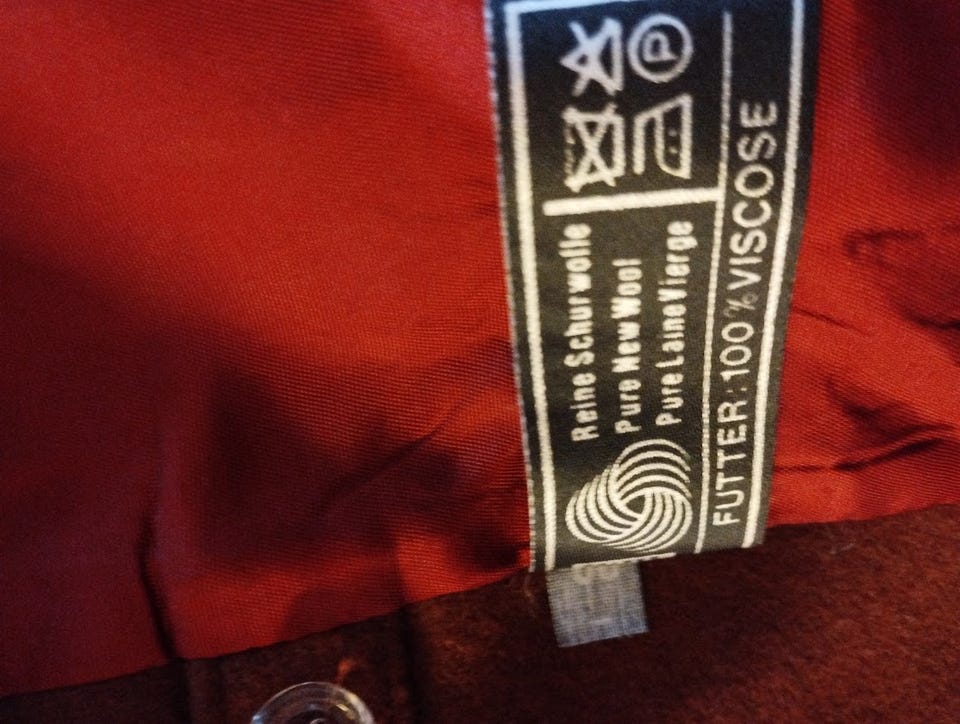 Reine Schurwolle
Pure New Wool
Pure Laine Vierge
P
FUTTER: 100% VISCOSE